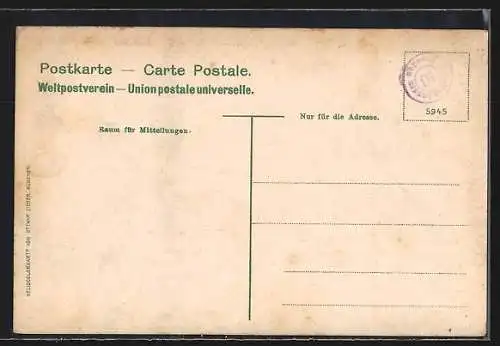 Postkarte — Carte Postale.
Weltpostverein — Union postale universelle.
Raum für Mitteilungen.
Nur für die Adresse.
5945